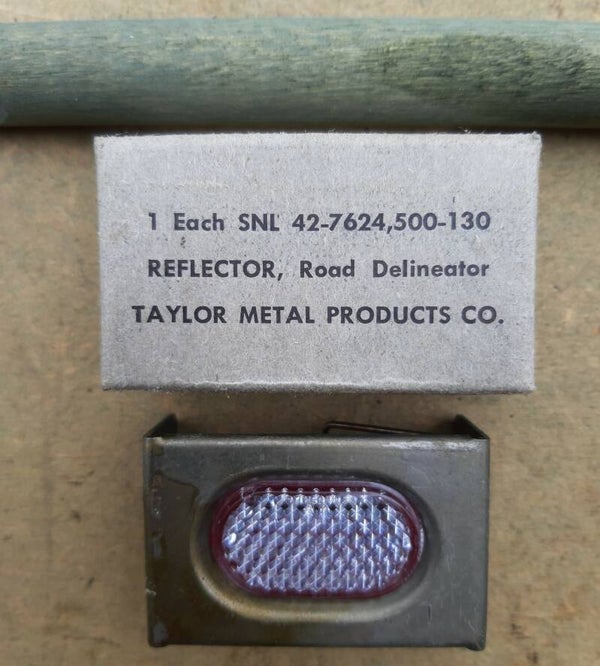 1 Each SNL 42-7624,500-130
REFLECTOR, Road Delineator
TAYLOR METAL PRODUCTS CO.